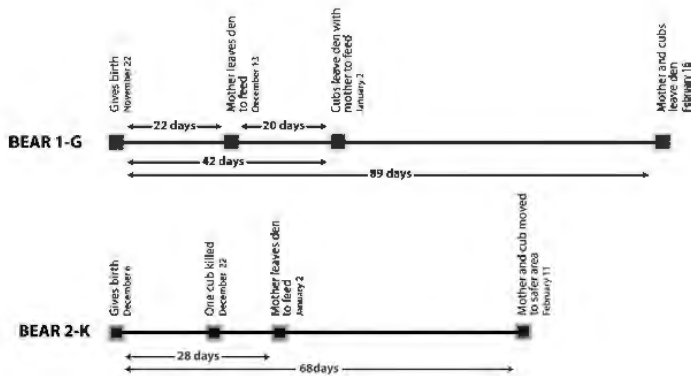 Gives birth
November 22
Mother leaves den
to feed
December 13
Cubs leave den with
mother to feed
January 2
Mother and cubs
leave den
February 18
BEAR 1-G
22 days
20 days
42 days
89 days
Gives birth
December 6
One cub killed
December 22
Mother leaves den
to feed
January 2
Mother and cub moved
to safer area
February 11
BEAR 2-K
28 days
68days